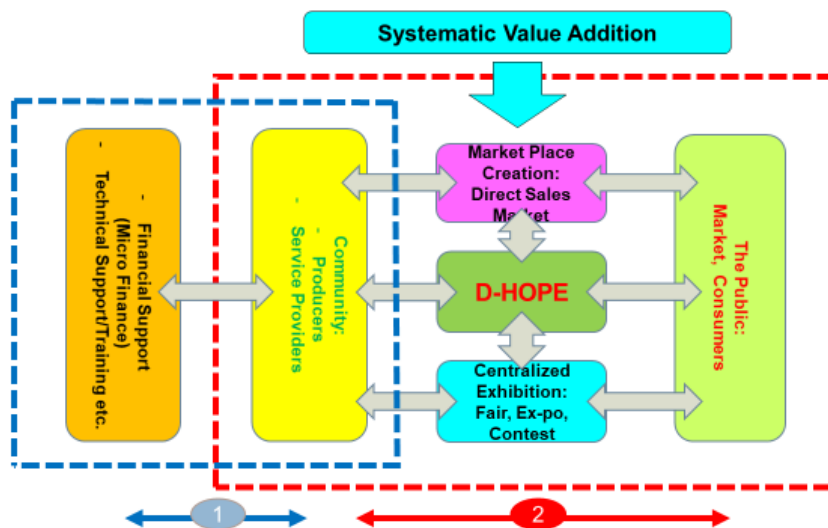 Systematic Value Addition
- Financial Support
(Micro Finance)
- Technical Support/Training etc.
Community:
- Producers
- Service Providers
Market Place
Creation:
Direct Sales
Market
D-HOPE
Centralized
Exhibition:
Fair, Ex-po,
Contest
The Public:
Market, Consumers
1
2